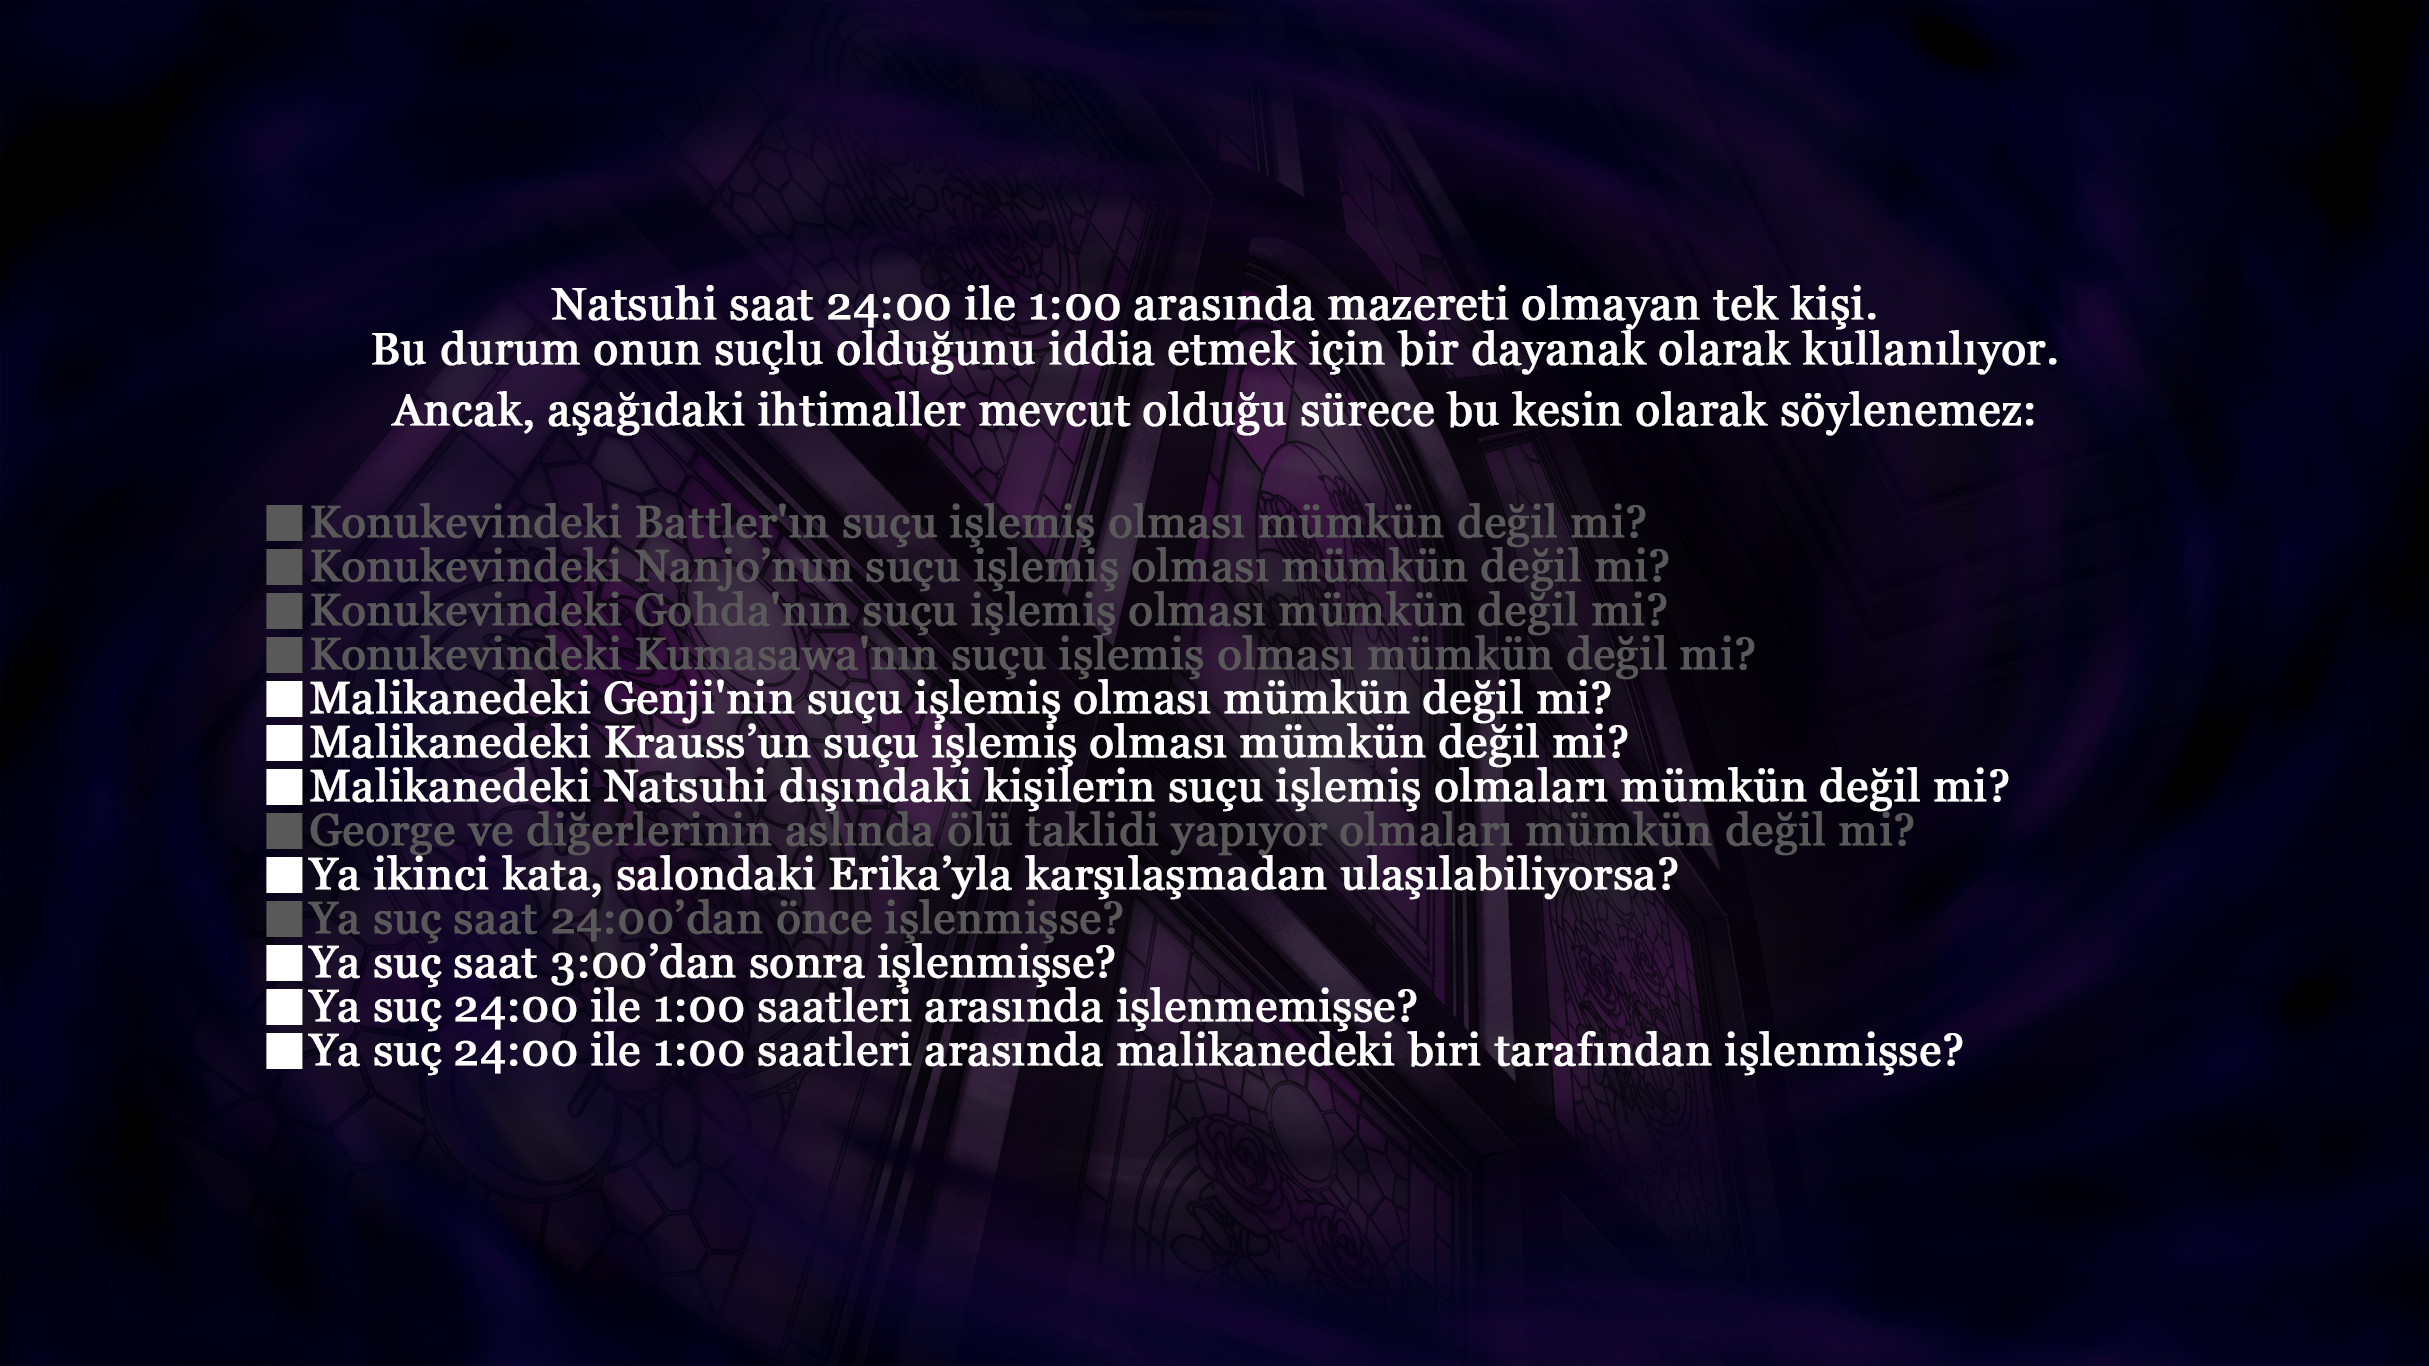 Natsuhi saat 24:00 ile 1:00 arasında mazereti olmayan tek kişi.
Bu durum onun suçlu olduğunu iddia etmek için bir dayanak olarak kullanılıyor.
Ancak, aşağıdaki ihtimaller mevcut olduğu sürece bu kesin olarak söylenemez:
■Konukevindeki Battler'ın suçu işlemiş olması mümkün değil mi?
■Konukevindeki Nanjo’nun suçu işlemiş olması mümkün değil mi?
■Konukevindeki Gohda'nın suçu işlemiş olması mümkün değil mi?
■Konukevindeki Kumasawa'nın suçu işlemiş olması mümkün değil mi?
■Malikanedeki Genji'nin suçu işlemiş olması mümkün değil mi?
■Malikanedeki Krauss’un suçu işlemiş olması mümkün değil mi?
■Malikanedeki Natsuhi dışındaki kişilerin suçu işlemiş olmaları mümkün değil mi?
■George ve diğerlerinin aslında ölü taklidi yapıyor olmaları mümkün değil mi?
■Ya ikinci kata, salondaki Erika’yla karşılaşmadan ulaşılabiliyorsa?
■Ya suç saat 24:00’dan önce işlenmişse?
■Ya suç saat 3:00’dan sonra işlenmişse?
■Ya suç 24:00 ile 1:00 saatleri arasında işlenmemişse?
■Ya suç 24:00 ile 1:00 saatleri arasında malikanedeki biri tarafından işlenmişse?